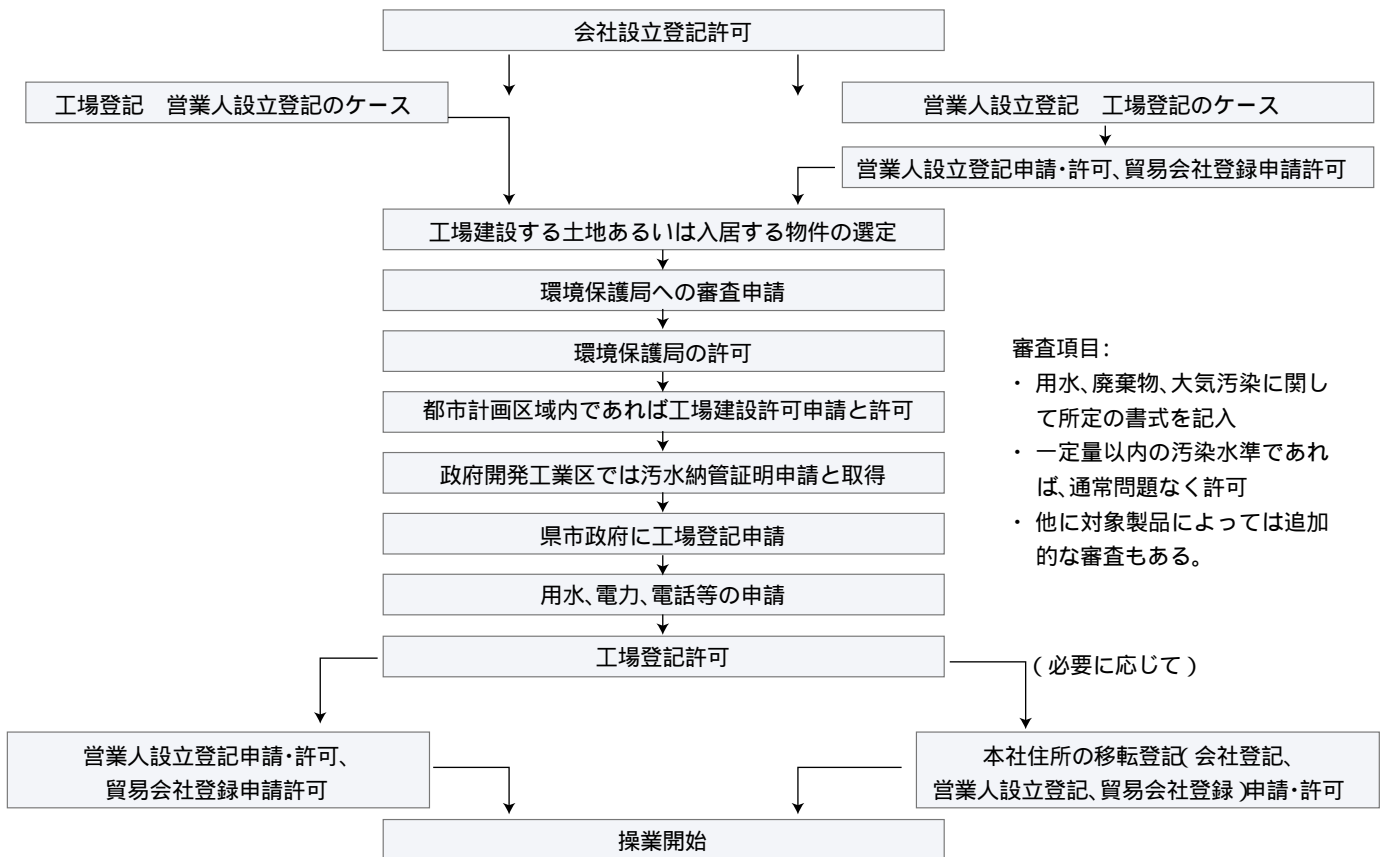 会社設立登記許可
工場登記　営業人設立登記のケース
営業人設立登記　工場登記のケース
営業人設立登記申請・許可、貿易会社登録申請許可
工場建設する土地あるいは入居する物件の選定
環境保護局への審査申請
環境保護局の許可
都市計画区域内であれば工場建設許可申請と許可
政府開発工業区では汚水納管証明申請と取得
県市政府に工場登記申請
用水、電力、電話等の申請
工場登記許可
審査項目：
・ 用水、廃棄物、大気汚染に関し
て所定の書式を記入
・ 一定量以内の汚染水準であれ
ば、通常問題なく許可
・ 他に対象製品によっては追加
的な審査もある。
（必要に応じて）
営業人設立登記申請・許可、
貿易会社登録申請許可
本社住所の移転登記（会社登記、
営業人設立登記、貿易会社登録）申請・許可
操業開始